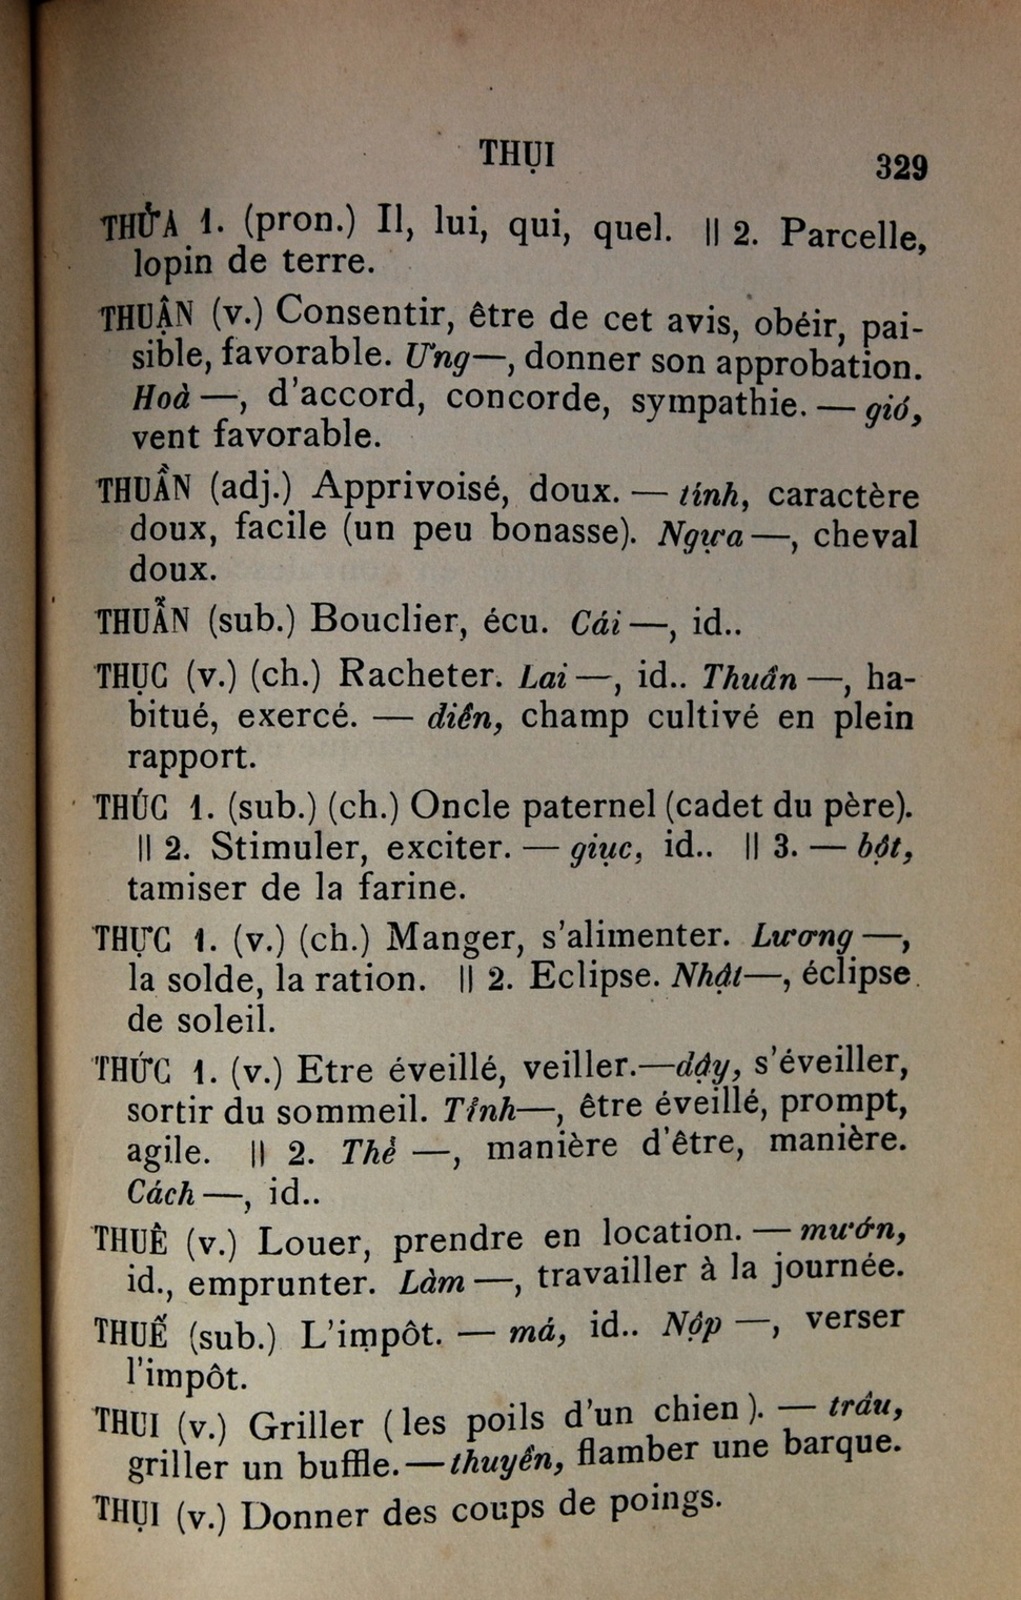 THỤI
329
THỬA 1. (pron.) Il, lui, qui, quel. || 2. Parcelle,
lopin de terre.
THUẬN (v.) Consentir, être de cet avis, obéir, pai-
sible, favorable. Ưng—, donner son approbation.
Hoà —, d'accord, concorde, sympathie. — gió,
vent favorable.
THUẦN (adj.) Apprivoisé, doux. — tính, caractère
doux, facile (un peu bonasse). Ngựa —, cheval
doux.
THUẪN (sub.) Bouclier, écu. Cái —, id..
THỤC (v.) (ch.) Racheter. Lai —, id.. Thuần —, ha-
bitué, exercé. — điền, champ cultivé en plein
rapport.
THÚC 1. (sub.) (ch.) Oncle paternel (cadet du père).
|| 2. Stimuler, exciter. — giục, id.. || 3. — bột,
tamiser de la farine.
THỰC 1. (v.) (ch.) Manger, s'alimenter. Lương —,
la solde, la ration. || 2. Eclipse. Nhật—, éclipse
de soleil.
THỨC 1. (v.) Etre éveillé, veiller.—dậy, s'éveiller,
sortir du sommeil. Tỉnh—, être éveillé, prompt,
agile. || 2. Thể —, manière d'être, manière.
Cách —, id..
THUÊ (v.) Louer, prendre en location. — mướn,
id., emprunter. Làm —, travailler à la journée.
THUẾ (sub.) L'impôt. — má, id.. Nộp —, verser
l'impôt.
THUI (v.) Griller (les poils d'un chien). — trâu,
griller un buffle.—thuyền, flamber une barque.
THỤI (v.) Donner des coups de poings.